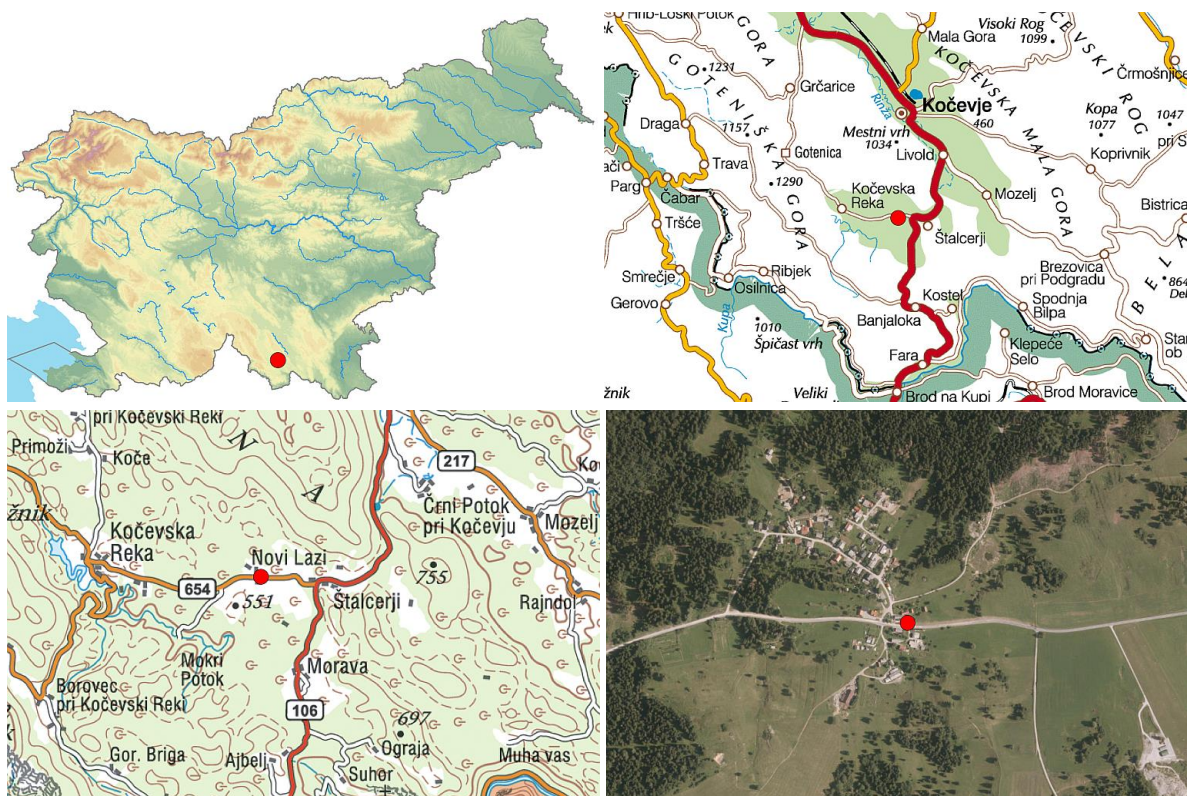 Hrib-Loški Potok
GORA
GOTENIŠKA GORA
1231
Grčarice
Draga
1157
Trava
Gotenica
1290
Parg
Čabar
Tršće
Smrečje
Gerovo
Osilnica
Ribjek
Kupa
1010
Špičast vrh
Veliki
Rinža
Kočevje
460
Mestni vrh
1034
Livold
Kočevska
Reka
Štalcerji
Mozelj
KOČEVSKA MALA GORA
Mala Gora
Visoki Rog
1099
Črmošnjice
Kopa
1077
1047
pri S
Koprivnik
Bistrica
BELA
Brezovica
pri Podgradu
864
Kostel
Banjaloka
Spodnja
Bilpa
Klepeče
Selo
Fara
Brod na Kupi
Brod Moravice
pri Kočevski Reki
Primoži
Koče
N
A
217
Črni Potok
pri Kočevju
Mozelj
Kočevska
Reka
Novi Lazi
654
551
Štalcerji
755
Rajndol
Mokri
Potok
Morava
Borovec
pri Kočevski Reki
106
697
Ograja
Gor. Briga
Ajbelj
Suhor
Muha vas